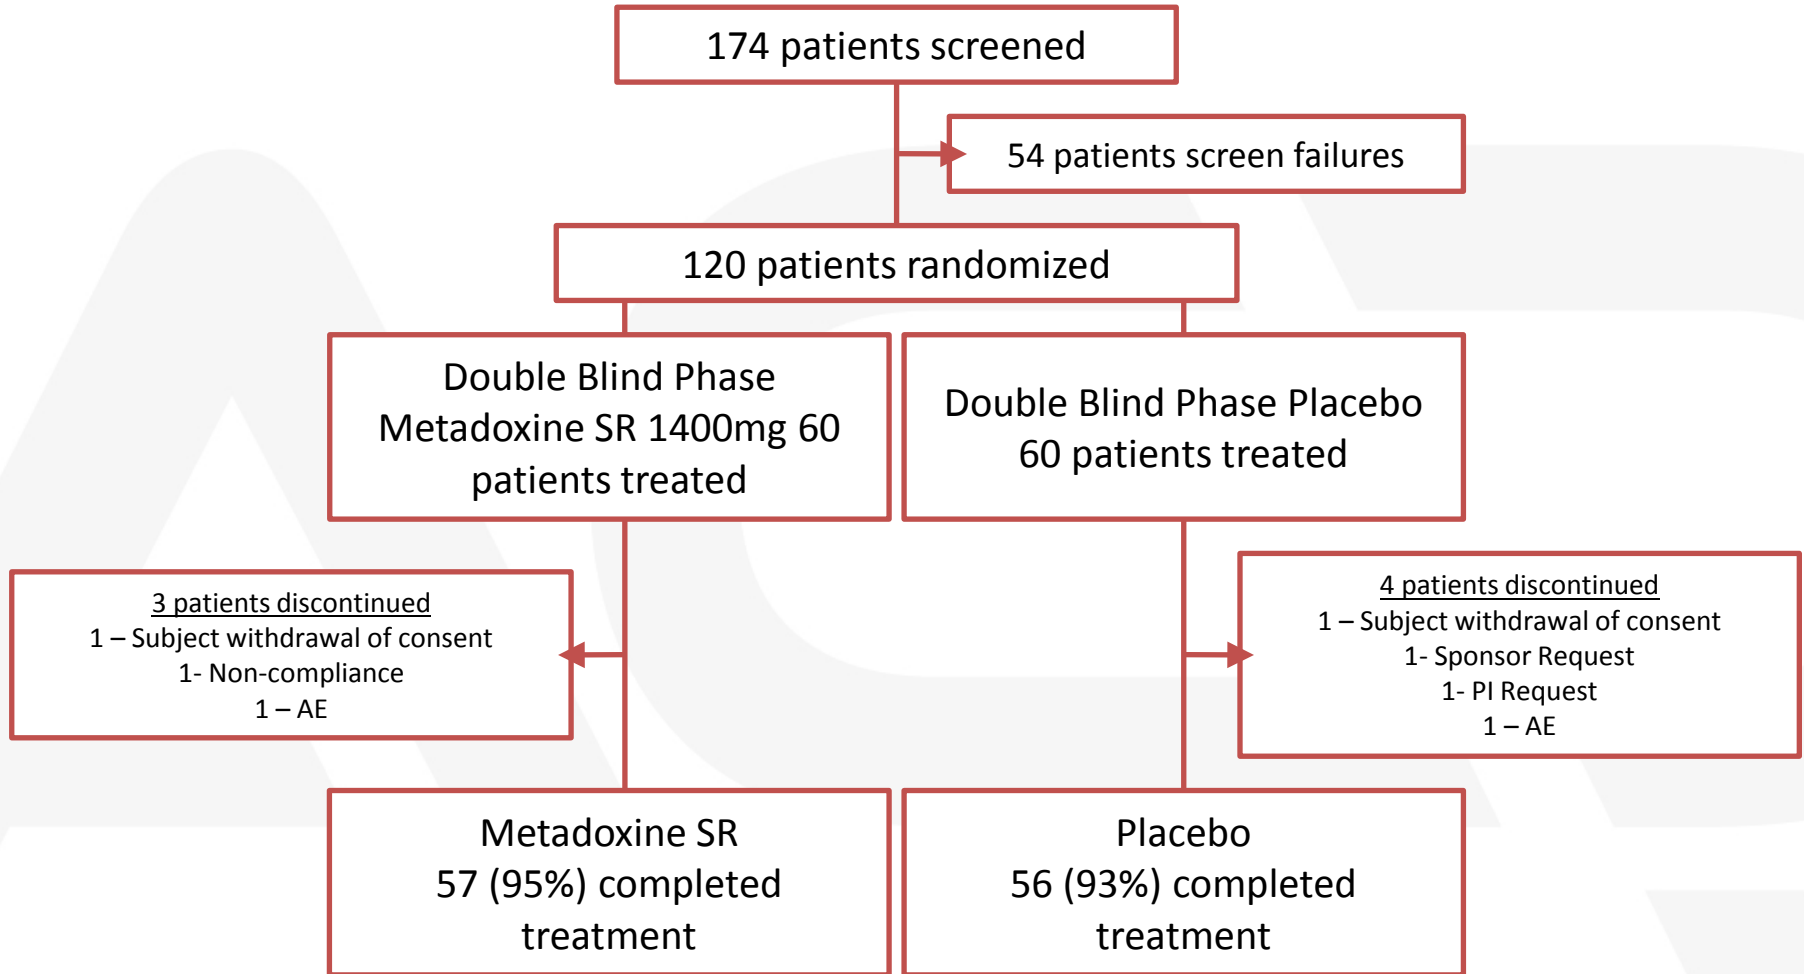 174 patients screened
54 patients screen failures
120 patients randomized
Double Blind Phase
Metadoxine SR 1400mg 60
patients treated
Double Blind Phase Placebo
60 patients treated
3 patients discontinued
1 – Subject withdrawal of consent
1- Non-compliance
1 – AE
4 patients discontinued
1 – Subject withdrawal of consent
1- Sponsor Request
1- PI Request
1 – AE
Metadoxine SR
57 (95%) completed
treatment
Placebo
56 (93%) completed
treatment